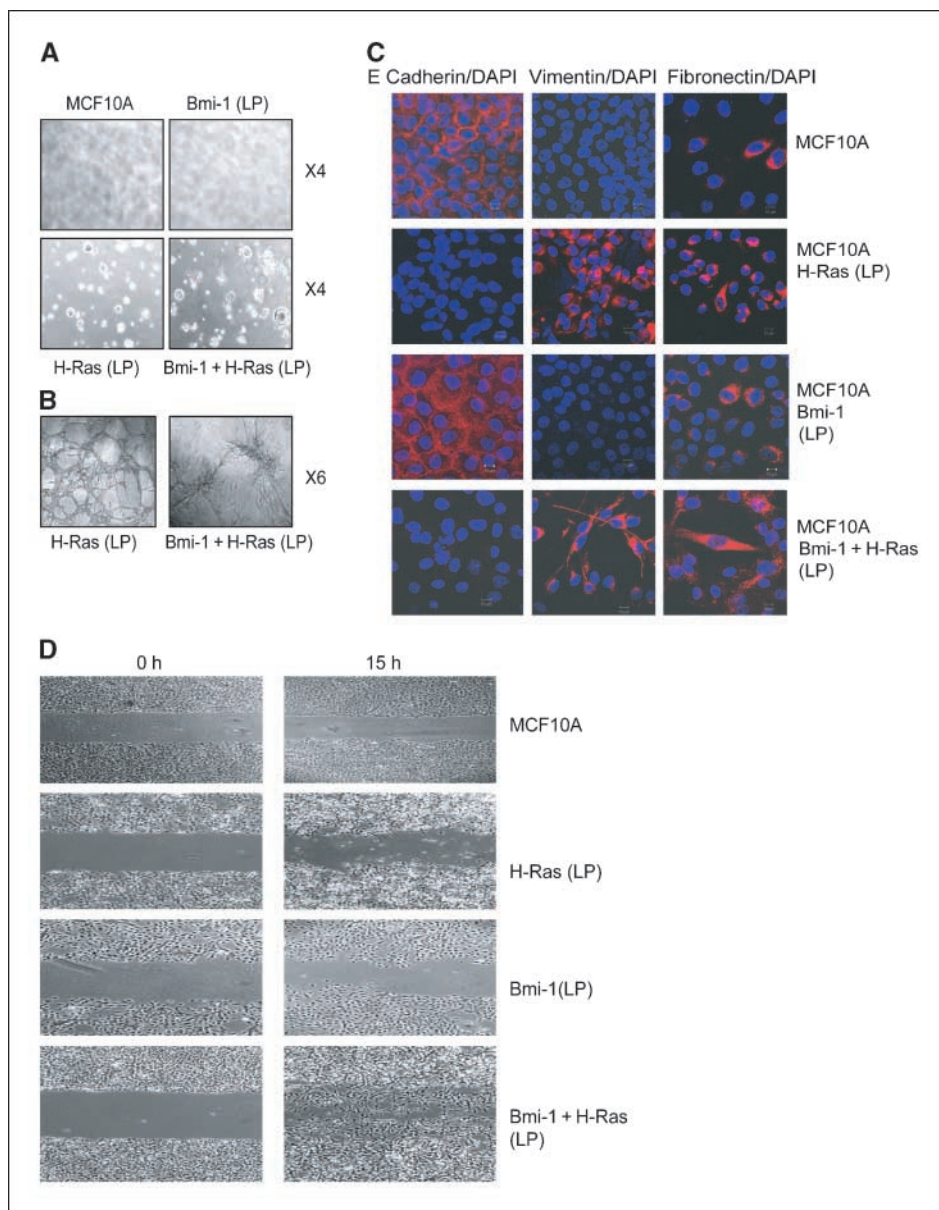 A
MCF10A Bmi-1 (LP)
X4
X4
H-Ras (LP) Bmi-1 + H-Ras (LP)
B
X6
H-Ras (LP) Bmi-1 + H-Ras (LP)
C
E Cadherin/DAPI Vimentin/DAPI Fibronectin/DAPI
MCF10A
MCF10A
H-Ras (LP)
MCF10A
Bmi-1
(LP)
MCF10A
Bmi-1 + H-Ras
(LP)
D
0 h 15 h
MCF10A
H-Ras (LP)
Bmi-1(LP)
Bmi-1 + H-Ras
(LP)